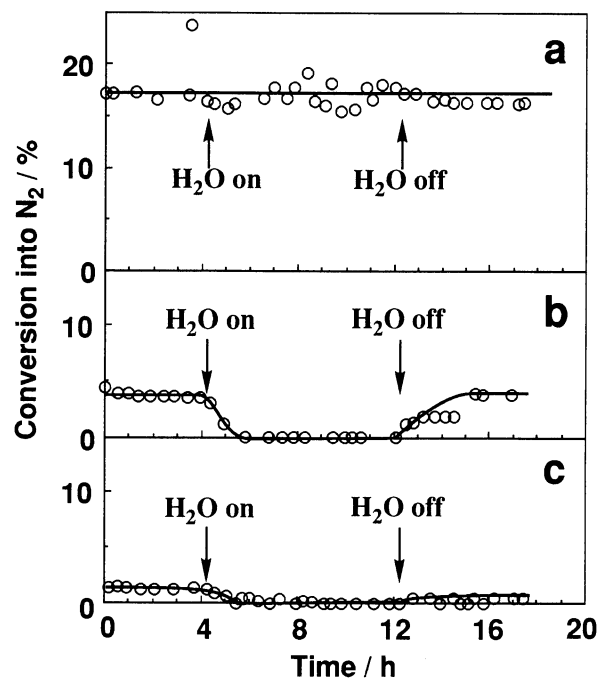 a
20
10
0
H₂O on
H₂O off
b
10
0
H₂O on
H₂O off
c
10
0
H₂O on
H₂O off
0 4 8 12 16 20
Time / h
Conversion into N₂ / %